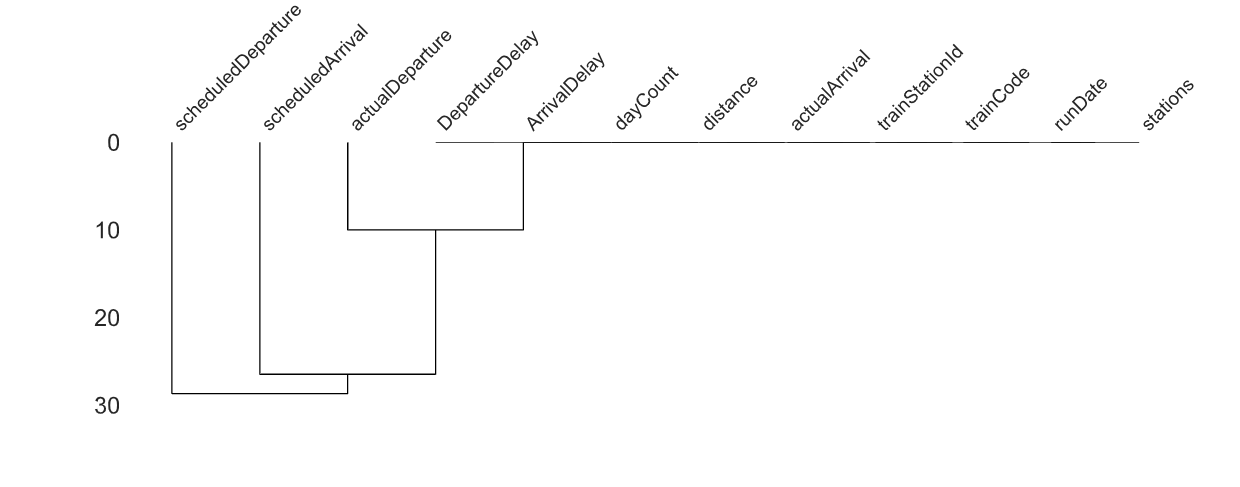 scheduledDeparture
scheduledArrival
actualDeparture
DepartureDelay
ArrivalDelay
dayCount
distance
actualArrival
trainStationId
trainCode
runDate
stations
0
10
20
30